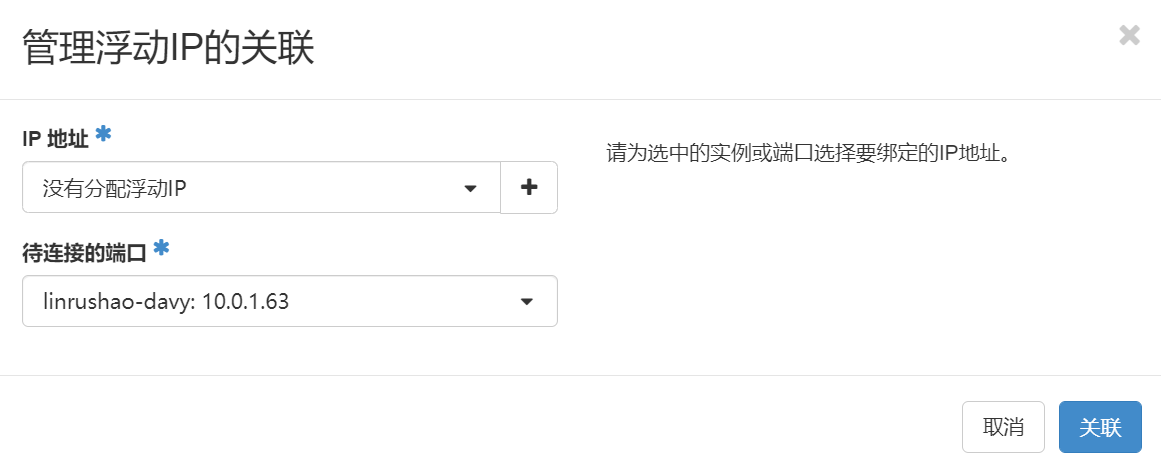 管理浮动IP的关联
IP 地址 *
请为选中的实例或端口选择要绑定的IP地址。
没有分配浮动IP
待连接的端口 *
linrushao-davy: 10.0.1.63
取消
关联